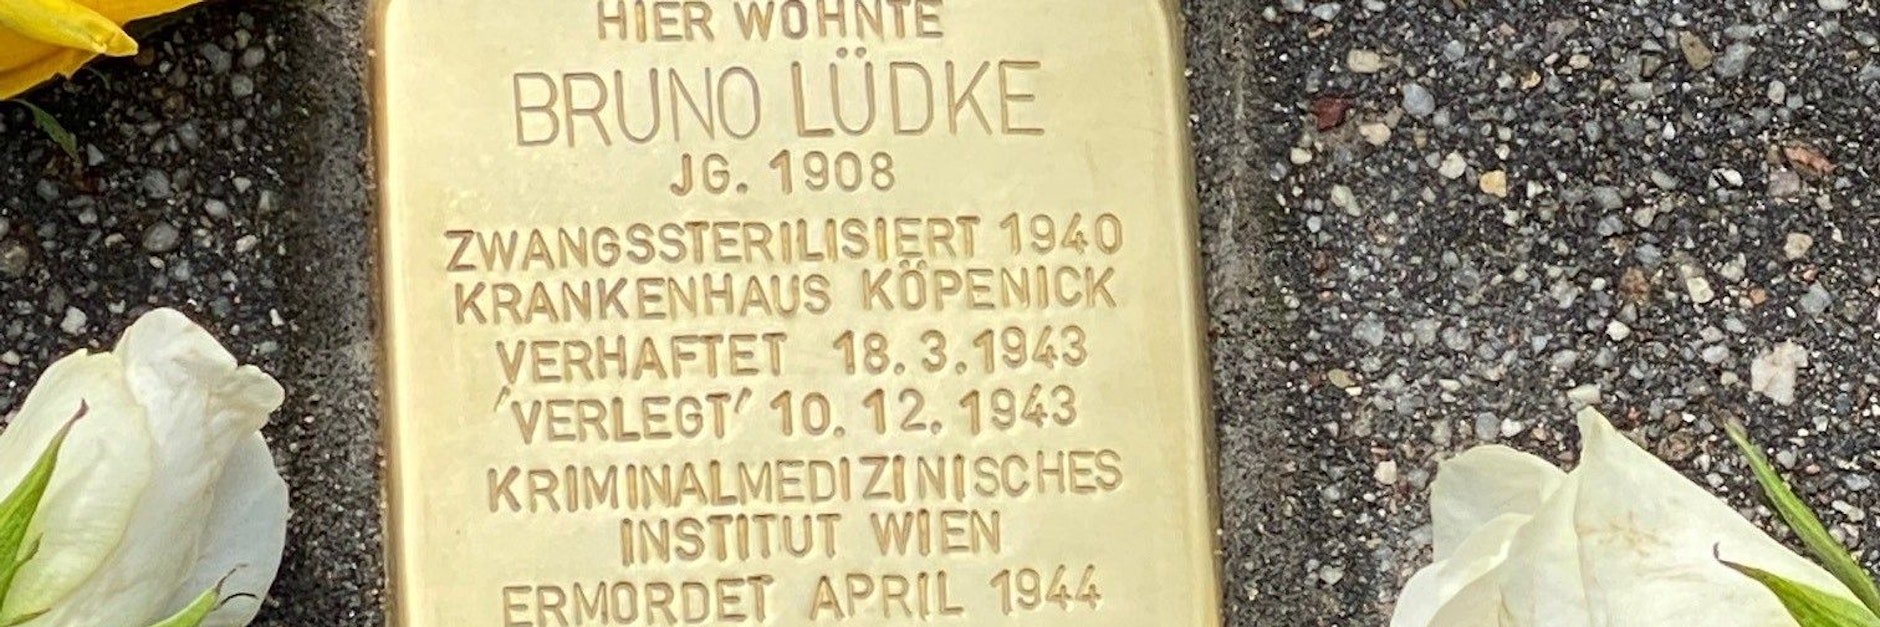 HIER WOHNTE
BRUNO LÜDKE
JG. 1908
ZWANGSSTERILISIERT 1940
KRANKENHAUS KÖPENICK
VERHAFTET 18.3.1943
'VERLEGT' 10.12.1943
KRIMINALMEDIZINISCHES
INSTITUT WIEN
ERMORDET APRIL 1944